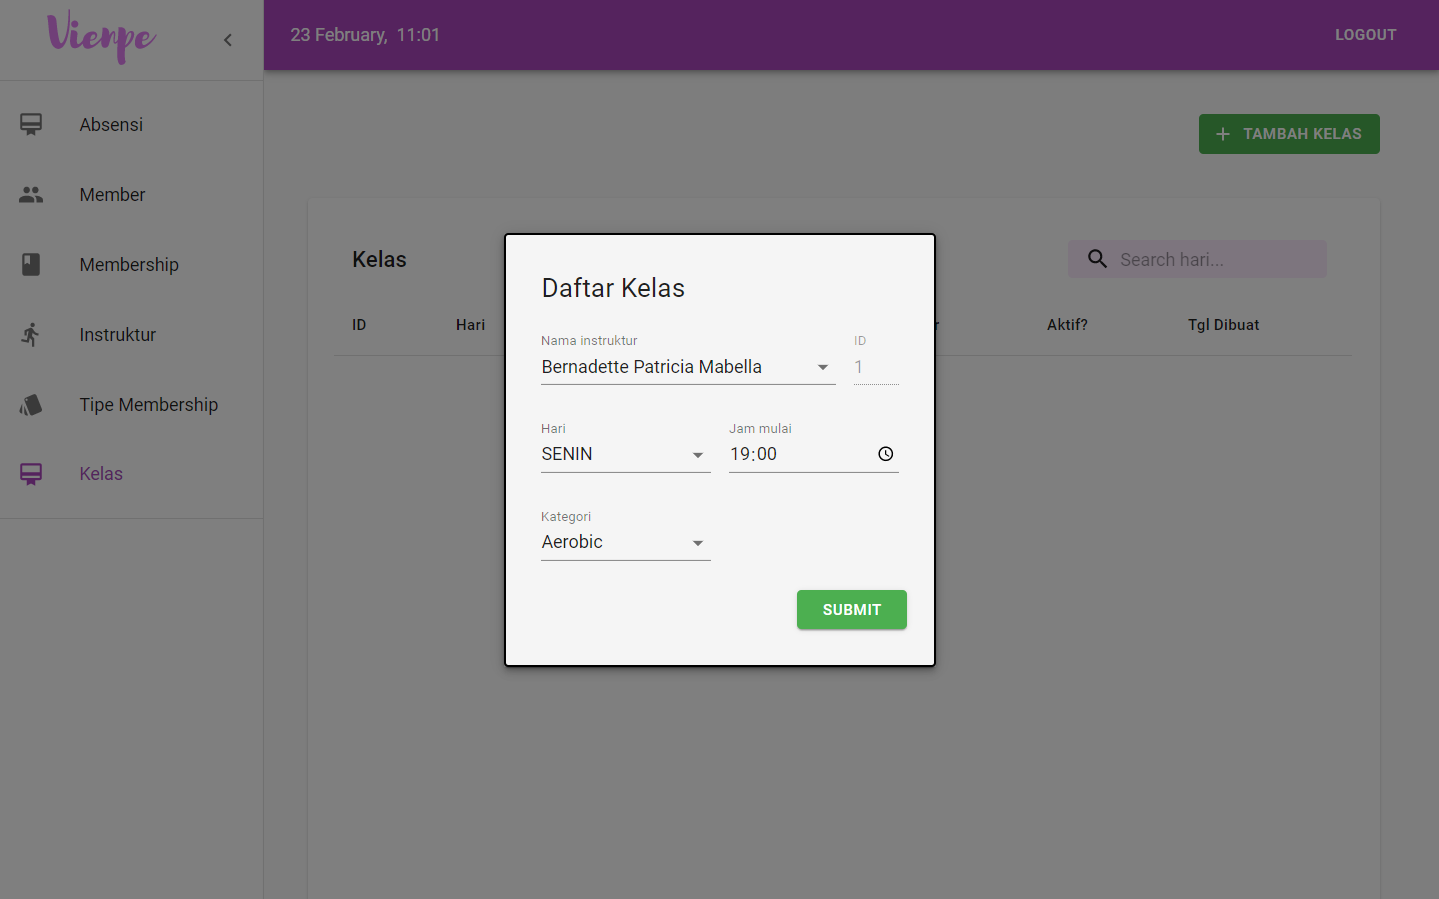 Vienpe
23 February, 11:01
LOGOUT
Absensi
Member
Membership
Instruktur
Tipe Membership
Kelas
TAMBAH KELAS
Kelas
Search hari...
ID
Hari
Aktif?
Tgl Dibuat
Daftar Kelas
Nama instruktur
Bernadette Patricia Mabella
ID
1
Hari
SENIN
Jam mulai
19:00
Kategori
Aerobic
SUBMIT